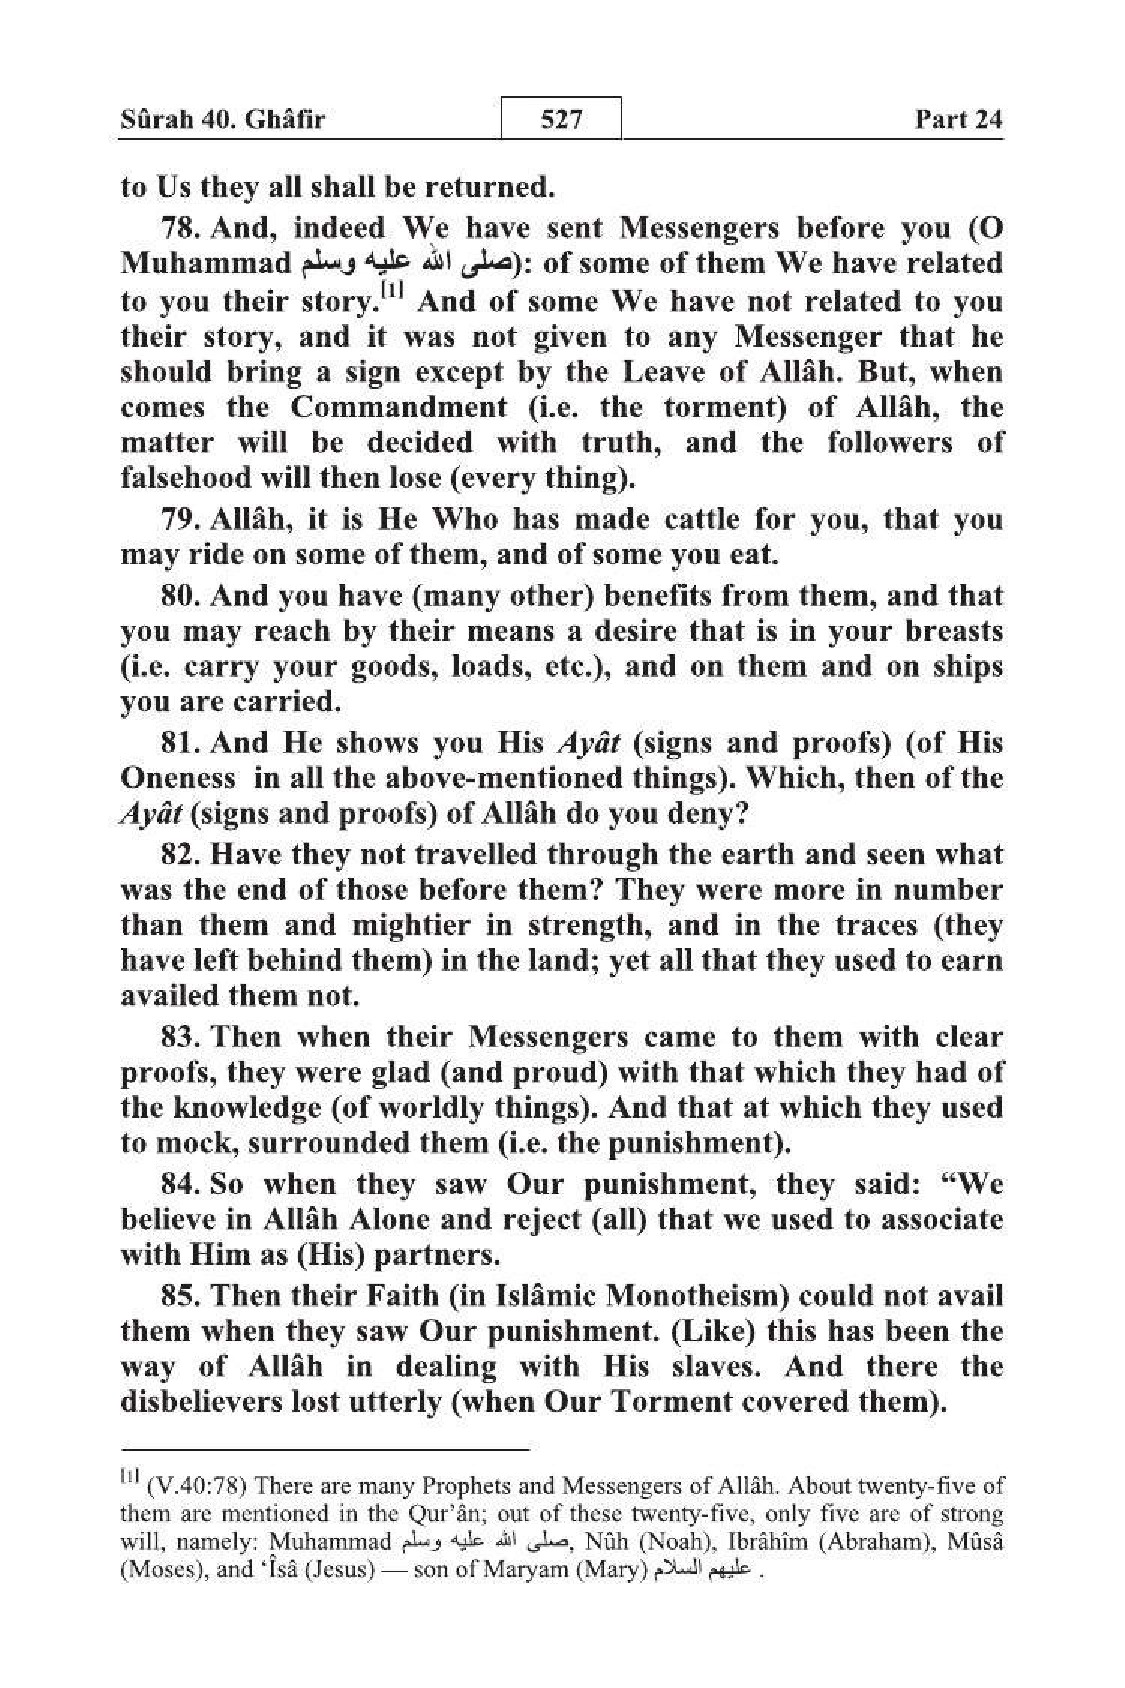 Sûrah 40. Ghâfir 527 Part 24
to Us they all shall be returned.
78. And, indeed We have sent Messengers before you (O
Muhammad صلى الله عليه وسلم): of some of them We have related
to you their story.[1] And of some We have not related to you
their story, and it was not given to any Messenger that he
should bring a sign except by the Leave of Allâh. But, when
comes the Commandment (i.e. the torment) of Allâh, the
matter will be decided with truth, and the followers of
falsehood will then lose (every thing).
79. Allâh, it is He Who has made cattle for you, that you
may ride on some of them, and of some you eat.
80. And you have (many other) benefits from them, and that
you may reach by their means a desire that is in your breasts
(i.e. carry your goods, loads, etc.), and on them and on ships
you are carried.
81. And He shows you His Ayât (signs and proofs) (of His
Oneness in all the above-mentioned things). Which, then of the
Ayât (signs and proofs) of Allâh do you deny?
82. Have they not travelled through the earth and seen what
was the end of those before them? They were more in number
than them and mightier in strength, and in the traces (they
have left behind them) in the land; yet all that they used to earn
availed them not.
83. Then when their Messengers came to them with clear
proofs, they were glad (and proud) with that which they had of
the knowledge (of worldly things). And that at which they used
to mock, surrounded them (i.e. the punishment).
84. So when they saw Our punishment, they said: “We
believe in Allâh Alone and reject (all) that we used to associate
with Him as (His) partners.
85. Then their Faith (in Islâmic Monotheism) could not avail
them when they saw Our punishment. (Like) this has been the
way of Allâh in dealing with His slaves. And there the
disbelievers lost utterly (when Our Torment covered them).
[1] (V.40:78) There are many Prophets and Messengers of Allâh. About twenty-five of
them are mentioned in the Qur’ân; out of these twenty-five, only five are of strong
will, namely: Muhammad صلى الله عليه وسلم, Nûh (Noah), Ibrâhîm (Abraham), Mûsâ
(Moses), and ‘Îsâ (Jesus) — son of Maryam (Mary) عليهم السلام .